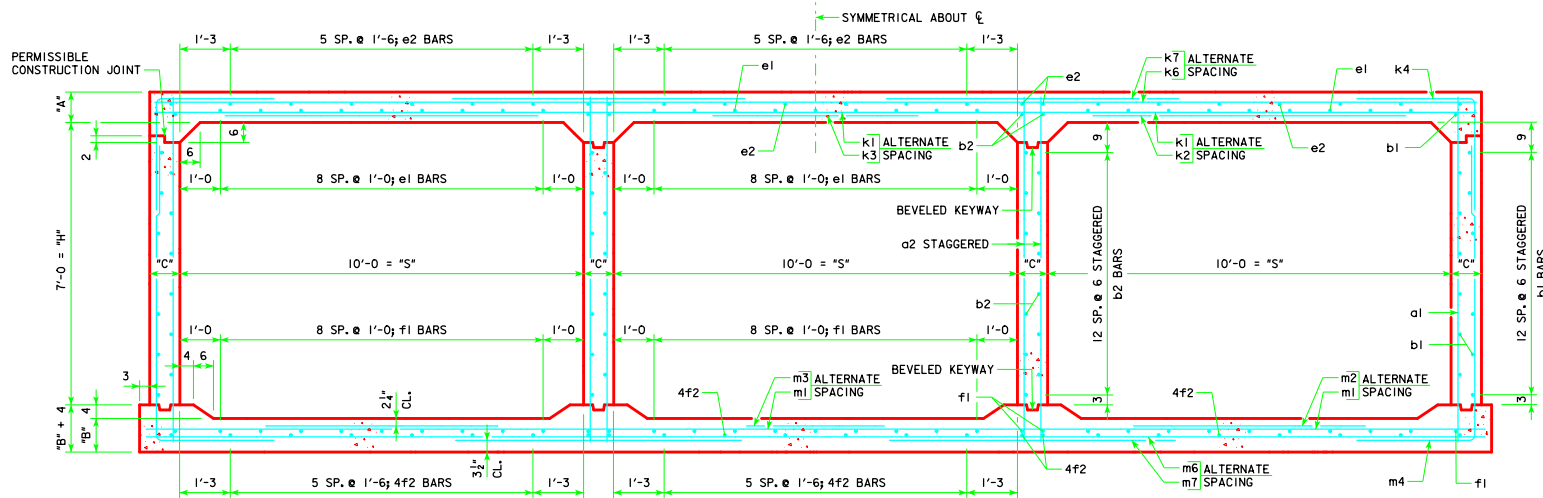 SYMMETRICAL ABOUT ℄
1'-3
5 SP. @ 1'-6; e2 BARS
1'-3
1'-3
5 SP. @ 1'-6; e2 BARS
1'-3
PERMISSIBLE
CONSTRUCTION JOINT
e1
e2
k7 ALTERNATE
k6 SPACING
e1
k4
"A"
6
2
6
e2
k1 ALTERNATE
k3 SPACING
b2
k1 ALTERNATE
k2 SPACING
e2
b1
9
9
1'-0
8 SP. @ 1'-0; e1 BARS
1'-0
1'-0
8 SP. @ 1'-0; e1 BARS
1'-0
BEVELED KEYWAY
a2 STAGGERED
7'-0 = "H"
"C"
10'-0 = "S"
"C"
10'-0 = "S"
"C"
10'-0 = "S"
"C"
12 SP. @ 6 STAGGERED
b2 BARS
12 SP. @ 6 STAGGERED
b1 BARS
b2
a1
b1
1'-0
8 SP. @ 1'-0; f1 BARS
1'-0
1'-0
8 SP. @ 1'-0; f1 BARS
1'-0
4
6
3
BEVELED KEYWAY
2¼"
CL.
4f2
m3 ALTERNATE
m1 SPACING
f1
3
4f2
m2 ALTERNATE
m1 SPACING
3
"B" + 4
4
"B"
3½"
CL.
4f2
m6 ALTERNATE
m7 SPACING
m4
f1
1'-3
5 SP. @ 1'-6; 4f2 BARS
1'-3
1'-3
5 SP. @ 1'-6; 4f2 BARS
1'-3